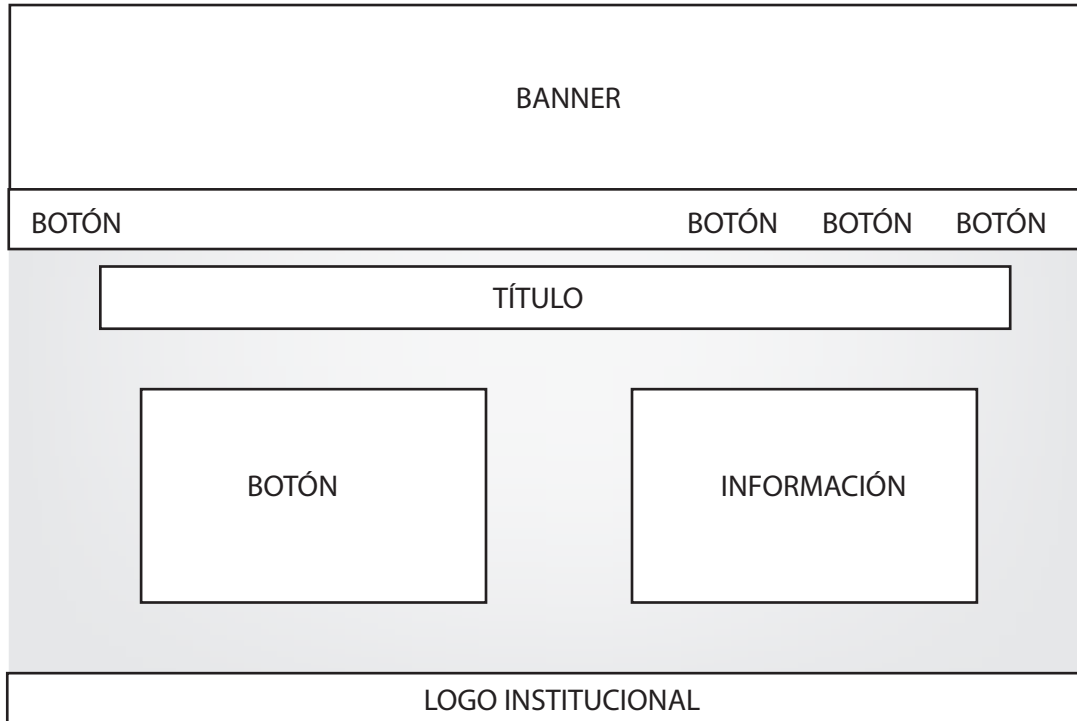 BANNER
BOTÓN BOTÓN BOTÓN BOTÓN
TÍTULO
BOTÓN INFORMACIÓN
LOGO INSTITUCIONAL